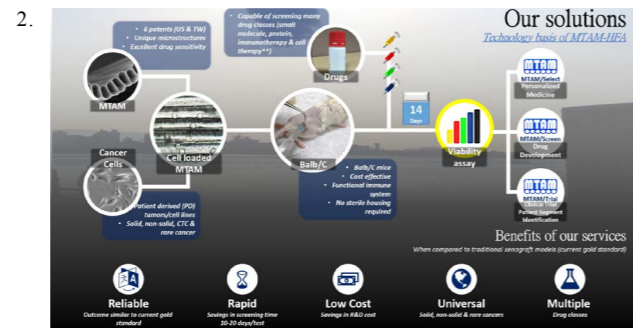 2.
Our solutions
Technology basis of MTAM-HFA
• 6 patents (US & TW)
• Unique microstructures
• Excellent drug sensitivity
• Capable of screening many
drug classes (small
molecule, protein,
immunotherapy & cell
therapy**)
MTAM
Drugs
Cancer
Cells
Cell loaded
MTAM
Balb/C
14
Days
Viability
assay
MTAM
MTAM/Select
Personalized
Medicine
MTAM
MTAM/Screen
Drug
Development
MTAM
MTAM/Trial
Clinical Trial
Patient Segment
Identification
• Patient derived (PD)
tumors/cell lines
• Solid, non-solid, CTC &
rare cancer
• Balb/C mice
• Cost effective
• Functional immune
system
• No sterile housing
required
Benefits of our services
When compared to traditional xenograft models (current gold standard)
Reliable
Outcome similar to current gold
standard
Rapid
Savings in screening time
10-20 days/test
Low Cost
Savings in R&D cost
Universal
Solid, non-solid & rare cancers
Multiple
Drug classes